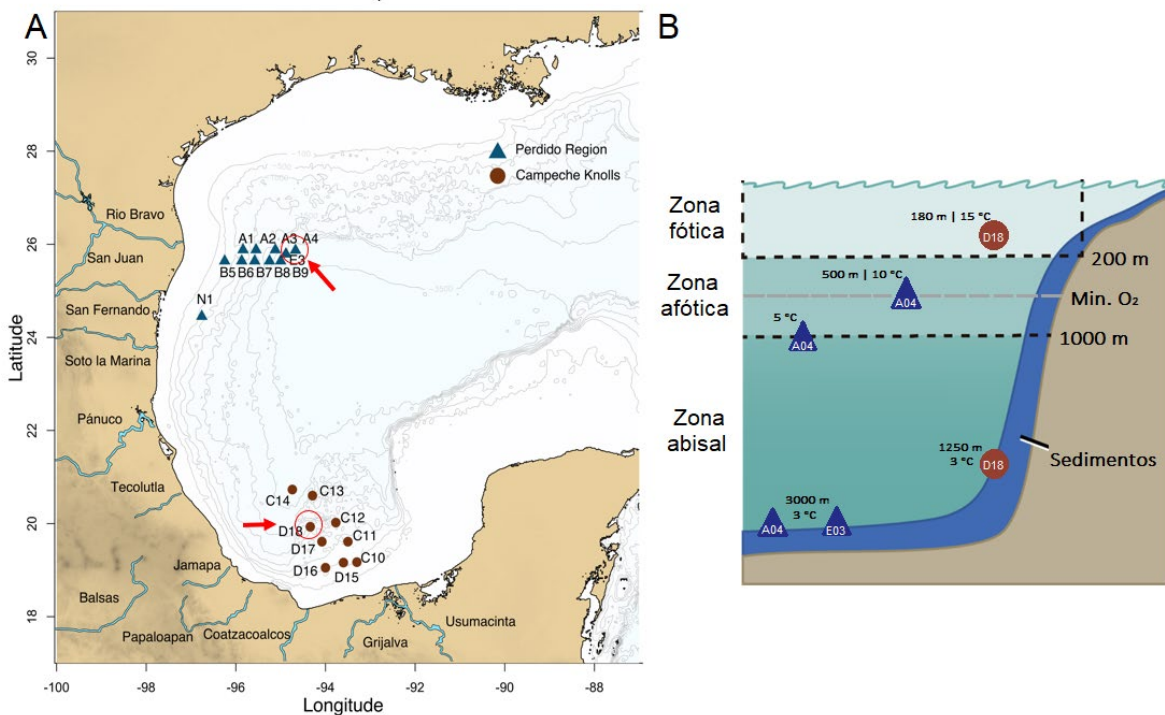 A
30
28
26
24
22
20
18
Latitude
-100
-98
-96
-94
-92
-90
-88
Longitude
Perdido Region
Campeche Knolls
Rio Bravo
San Juan
San Fernando
Soto la Marina
Pánuco
Tecolutla
Jamapa
Balsas
Papaloapan
Coatzacoalcos
Grijalva
Usumacinta
A1 A2 A3 A4
E3
B5 B6 B7 B8 B9
N1
C14 C13
D18 C12
D17 C11
D16 D15 C10
B
Zona
fótica
180 m | 15 °C
D18
200 m
Zona
afótica
500 m | 10 °C
A04
Min. O₂
5 °C
A04
1000 m
Zona
abisal
1250 m
3 °C
D18
Sedimentos
3000 m
3 °C
A04 E03